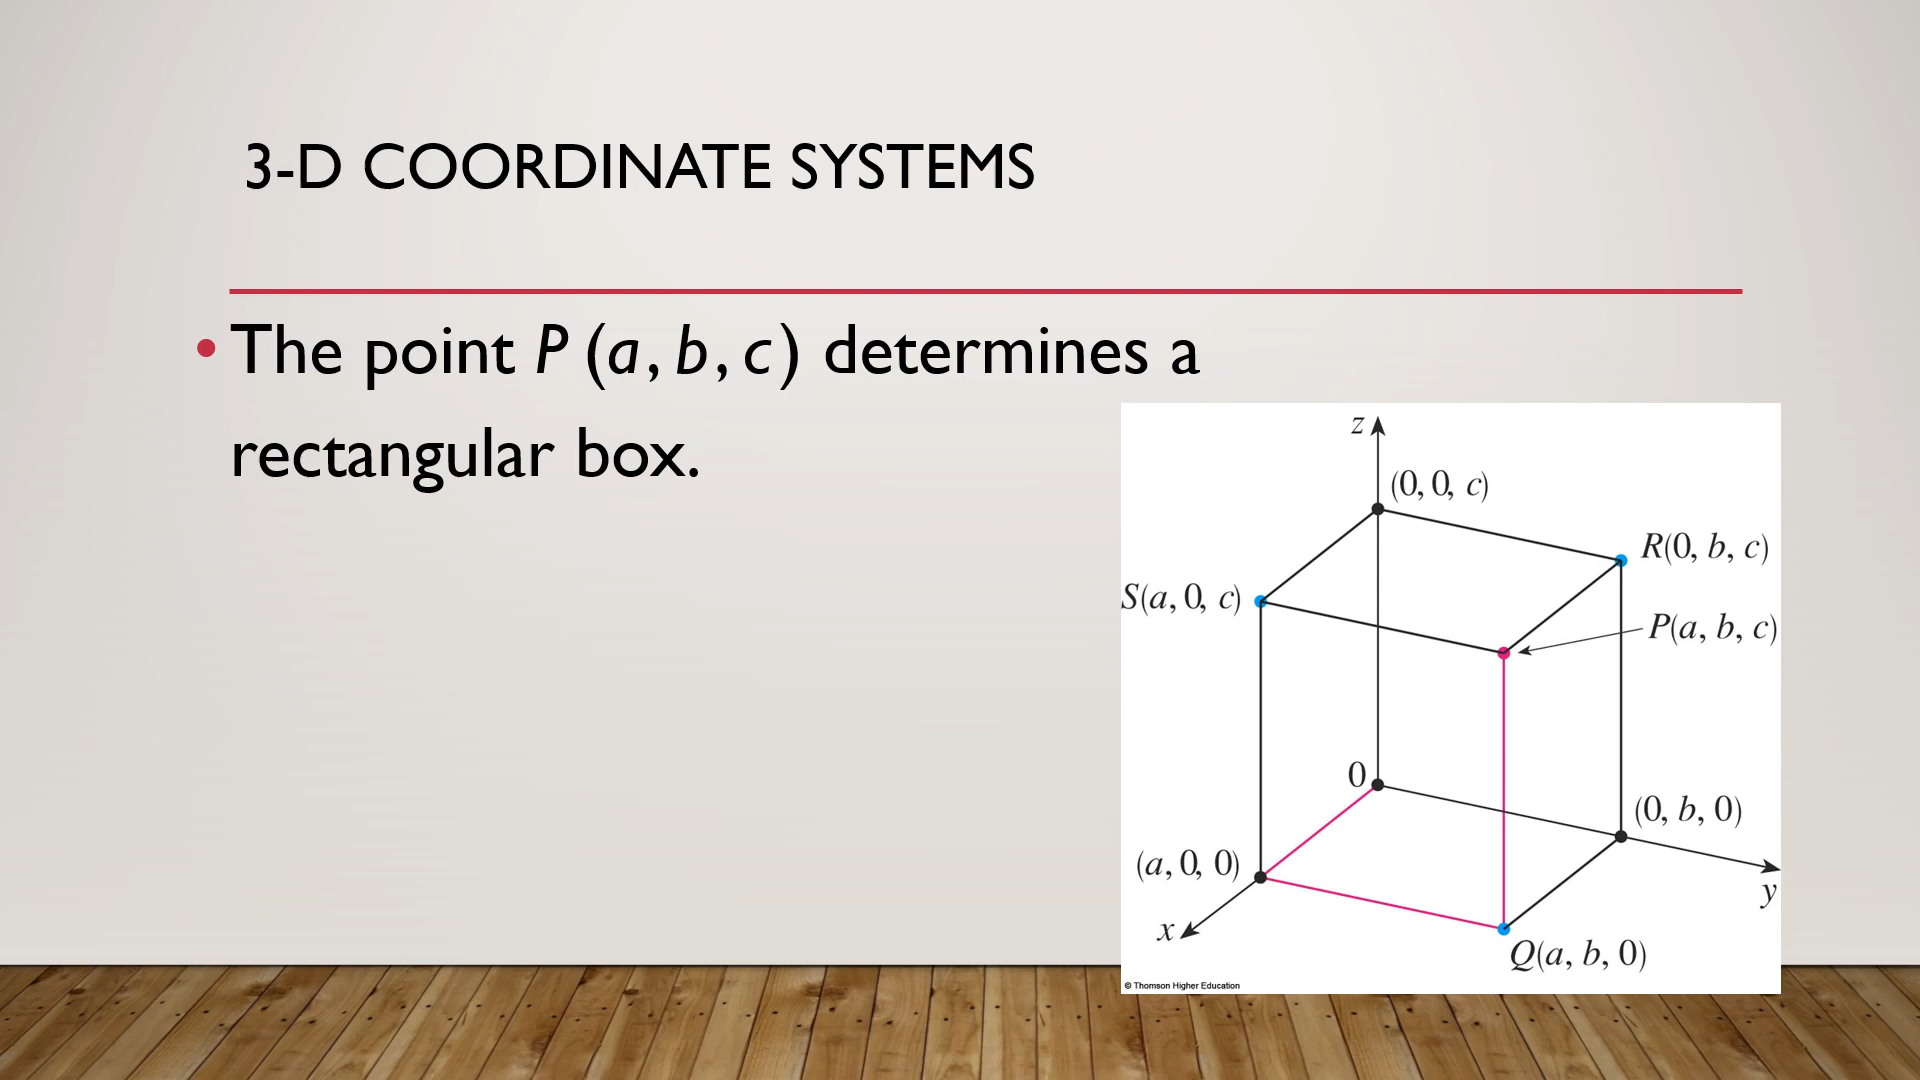 3-D COORDINATE SYSTEMS
• The point P (a, b, c) determines a
rectangular box.
z
(0, 0, c)
R(0, b, c)
S(a, 0, c)
P(a, b, c)
0
(0, b, 0)
(a, 0, 0)
y
x
Q(a, b, 0)
© Thomson Higher Education